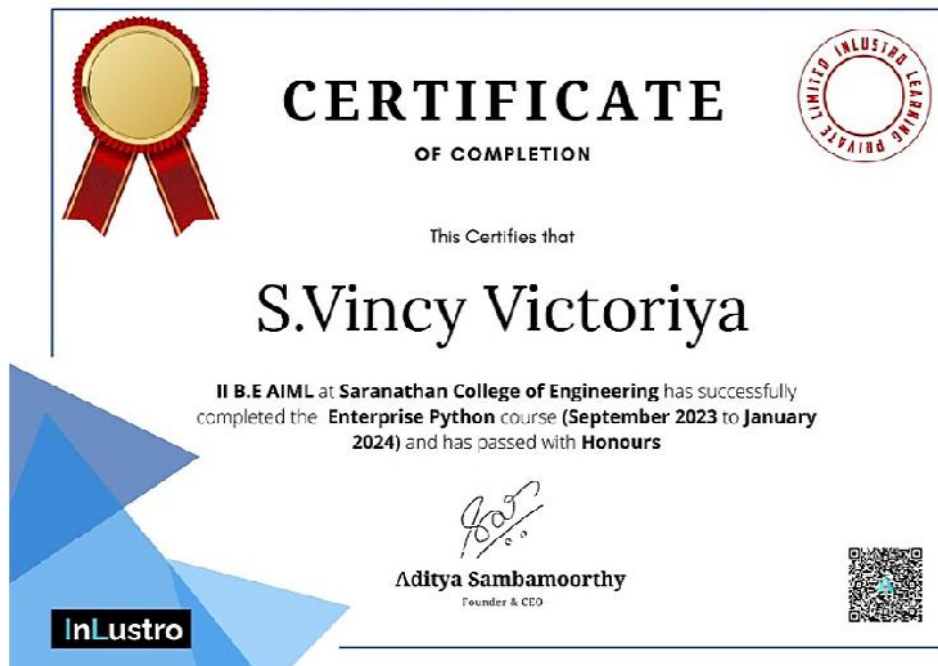 CERTIFICATE
INLUSTRO LEARNING PRIVATE LIMITED
OF COMPLETION
This Certifies that
S.Vincy Victoriya
II B.E AIML at Saranathan College of Engineering has successfully
completed the Enterprise Python course (September 2023 to January
2024) and has passed with Honours
Aditya Sambamoorthy
Founder & CEO
InLustro